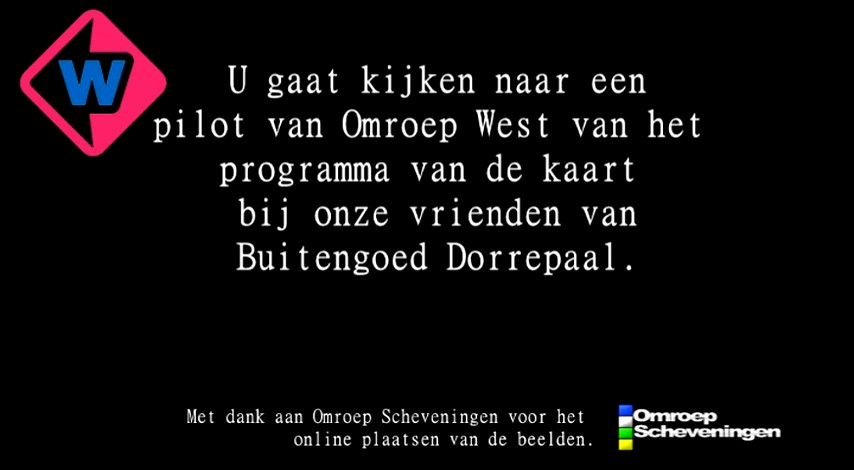 W
U gaat kijken naar een
pilot van Omroep West van het
programma van de kaart
bij onze vrienden van
Buitengoed Dorrepaal.
Met dank aan Omroep Scheveningen voor het
online plaatsen van de beelden.
Omroep
Scheveningen